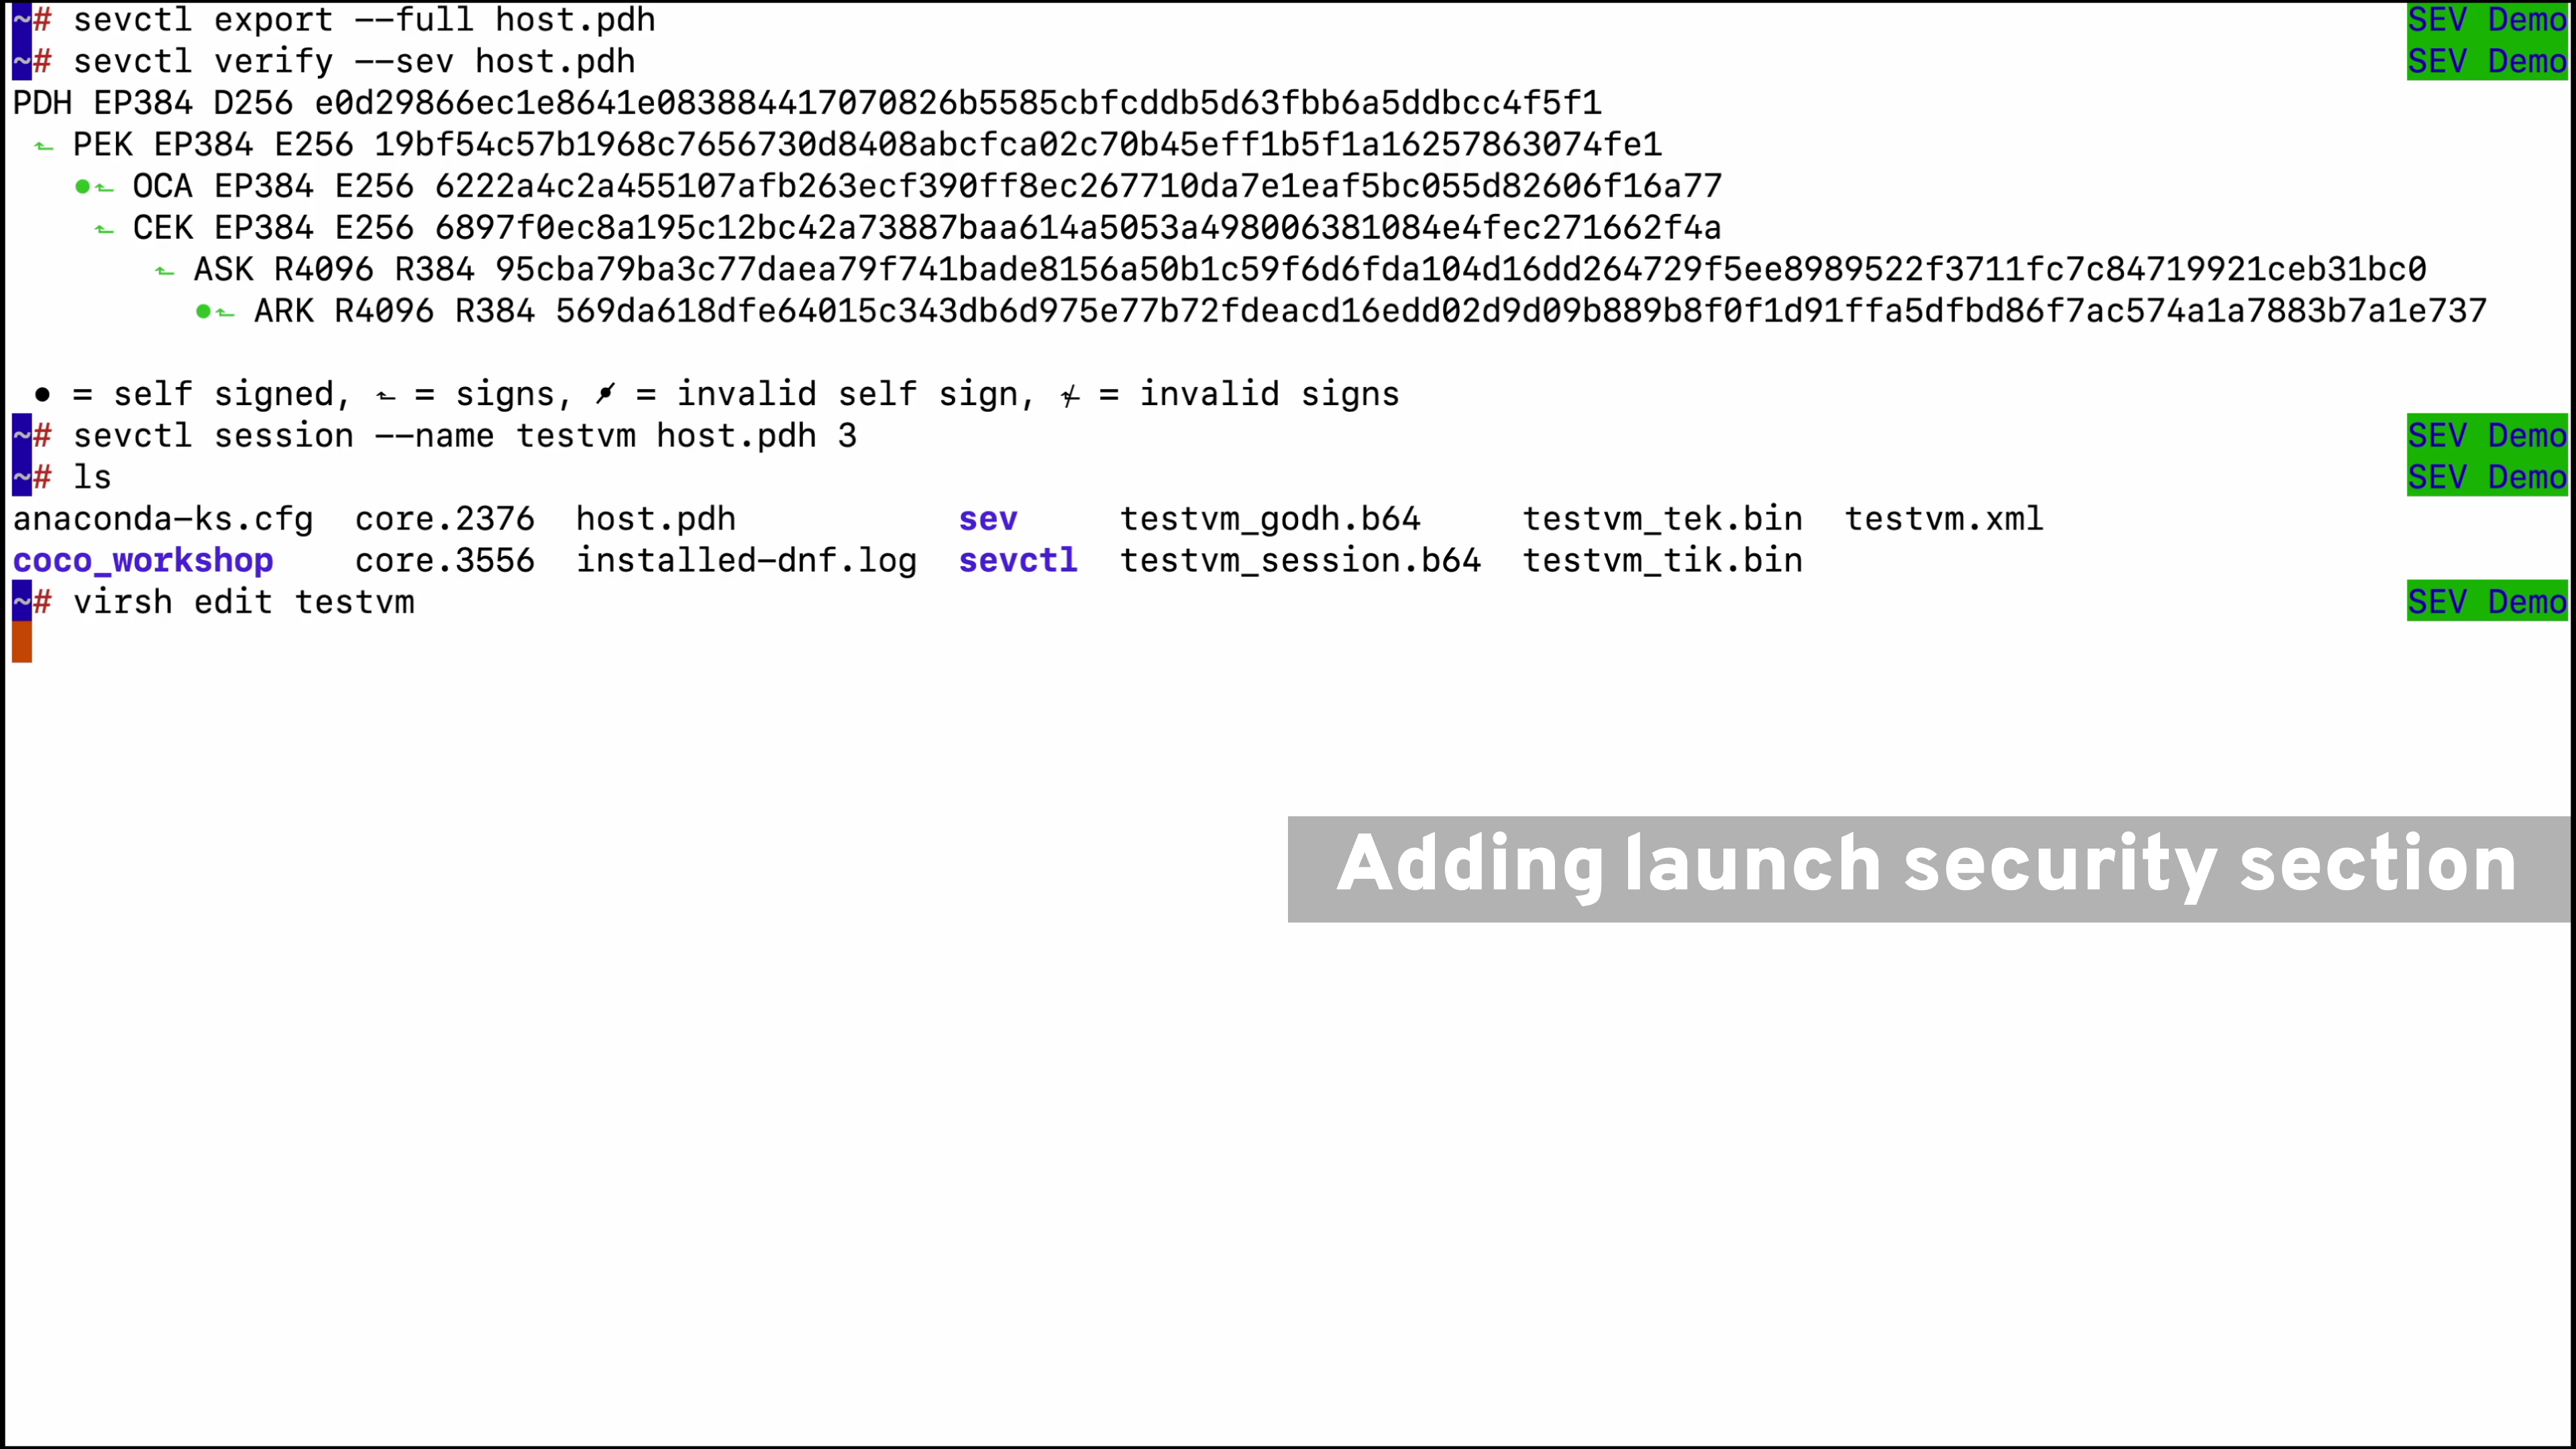 ~# sevctl export --full host.pdh SEV Demo
~# sevctl verify --sev host.pdh SEV Demo
PDH EP384 D256 e0d29866ec1e8641e083884417070826b5585cbfcddb5d63fbb6a5ddbcc4f5f1
⬑ PEK EP384 E256 19bf54c57b1968c7656730d8408abcfca02c70b45eff1b5f1a16257863074fe1
●⬑ OCA EP384 E256 6222a4c2a455107afb263ecf390ff8ec267710da7e1eaf5bc055d82606f16a77
⬑ CEK EP384 E256 6897f0ec8a195c12bc42a73887baa614a5053a498006381084e4fec271662f4a
⬑ ASK R4096 R384 95cba79ba3c77daea79f741bade8156a50b1c59f6d6fda104d16dd264729f5ee8989522f3711fc7c84719921ceb31bc0
●⬑ ARK R4096 R384 569da618dfe64015c343db6d975e77b72fdeacd16edd02d9d09b889b8f0f1d91ffa5dfbd86f7ac574a1a7883b7a1e737
● = self signed, ⬑ = signs, •̷ = invalid self sign, ⬑̸ = invalid signs
~# sevctl session --name testvm host.pdh 3 SEV Demo
~# ls SEV Demo
anaconda-ks.cfg core.2376 host.pdh sev testvm_godh.b64 testvm_tek.bin testvm.xml
coco_workshop core.3556 installed-dnf.log sevctl testvm_session.b64 testvm_tik.bin
~# virsh edit testvm SEV Demo
Adding launch security section